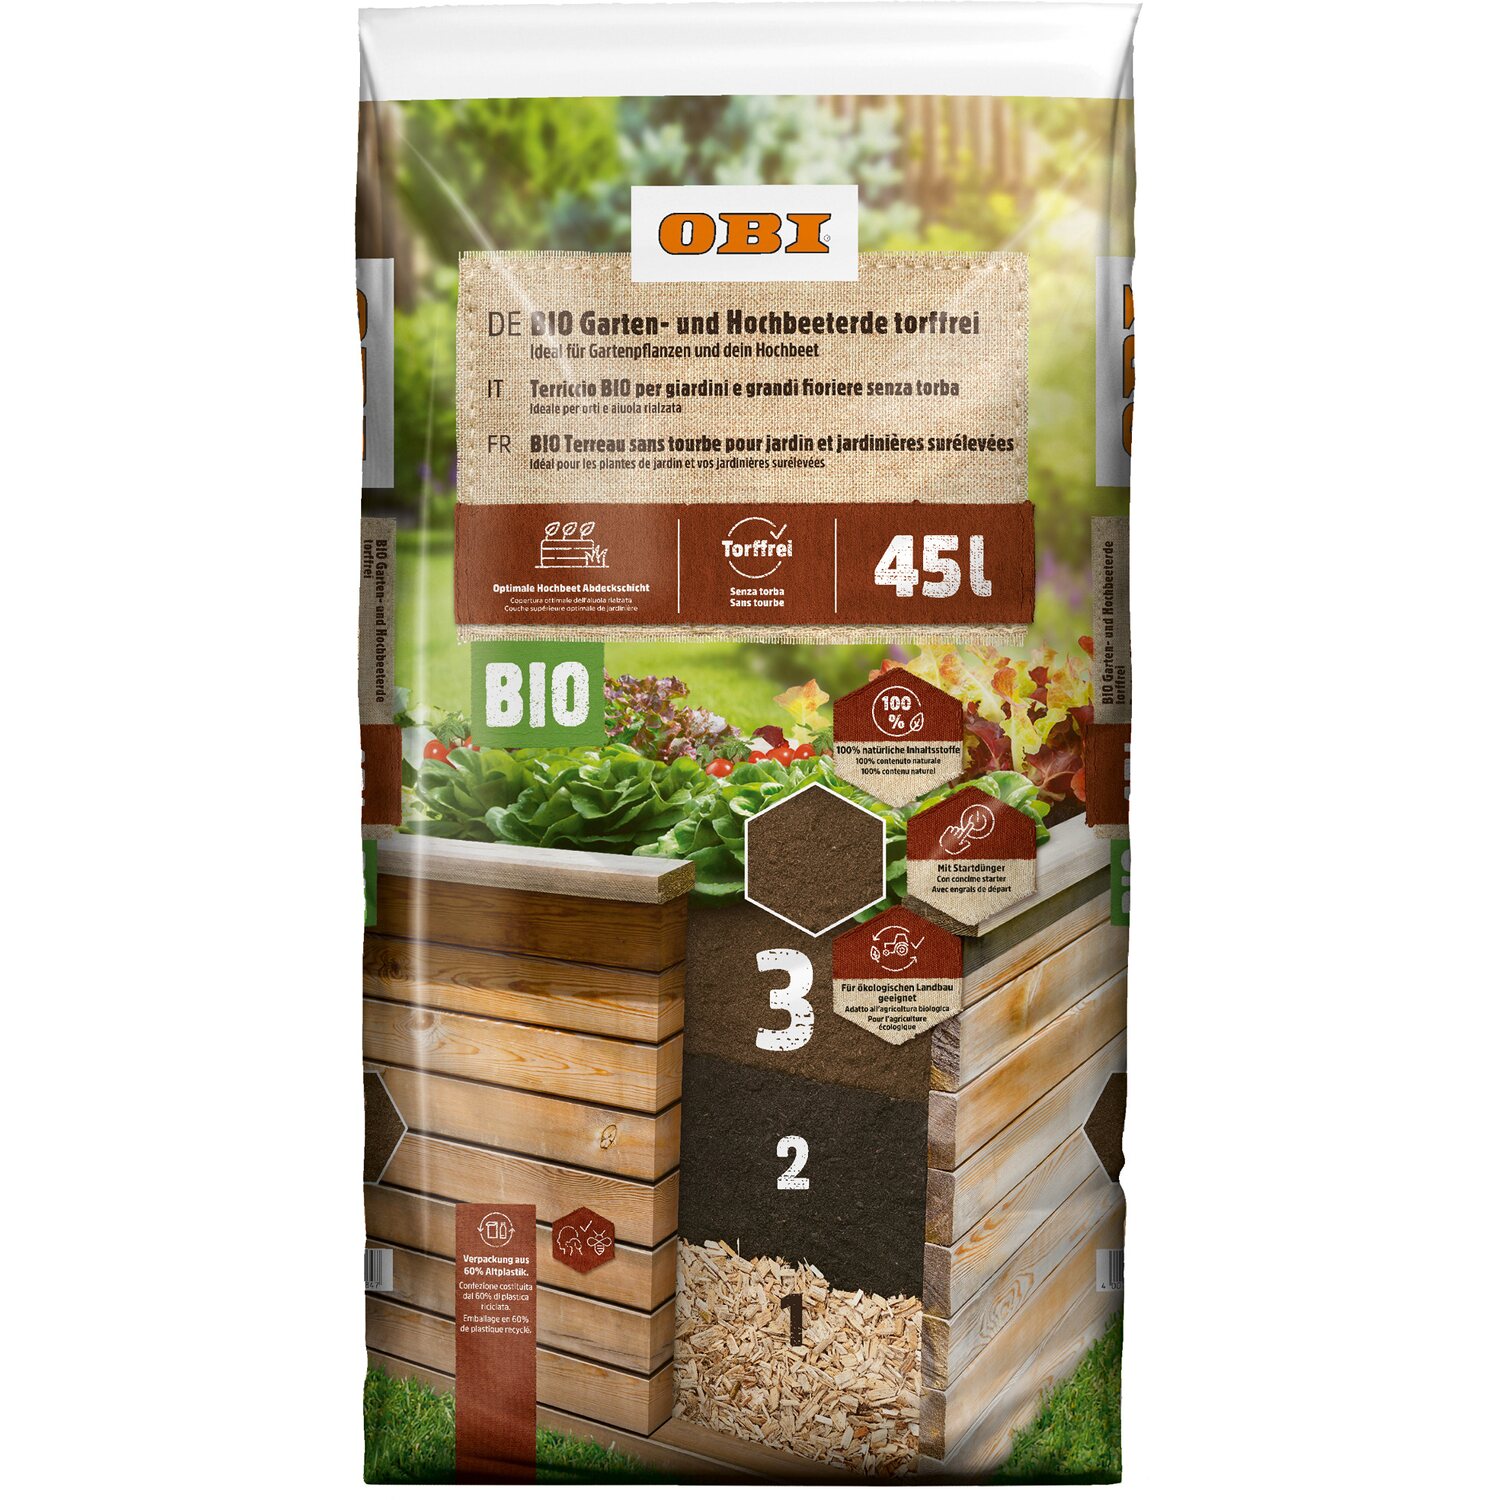 OBI
DE BIO Garten- und Hochbeeterde torffrei
Ideal für Gartenpflanzen und dein Hochbeet
IT Terriccio BIO per giardini e grandi fioriere senza torba
Ideale per orti e aiuola rialzata
FR BIO Terreau sans tourbe pour jardin et jardinières surélevées
Idéal pour les plantes de jardin et vos jardinières surélevées
Optimale Hochbeet Abdeckschicht
Copertura ottimale dell'aiuola rialzata
Couche supérieure optimale de jardinière
Torffrei
Senza torba
Sans tourbe
45l
BIO
100
%
100% natürliche Inhaltsstoffe
100% contenuto naturale
100% contenu naturel
Mit Startdünger
Con concime starter
Avec engrais de départ
Für ökologischen Landbau
geeignet
Adatto all'agricoltura biologica
Pour l'agriculture
écologique
3
2
1
Verpackung aus
60% Altplastik.
Confezione costituita
dal 60% di plastica
riciclata.
Emballage en 60%
de plastique recyclé.
BIO Garten- und Hochbeeterde
torffrei
BIO Garten- und Hochbeeterde
torffrei